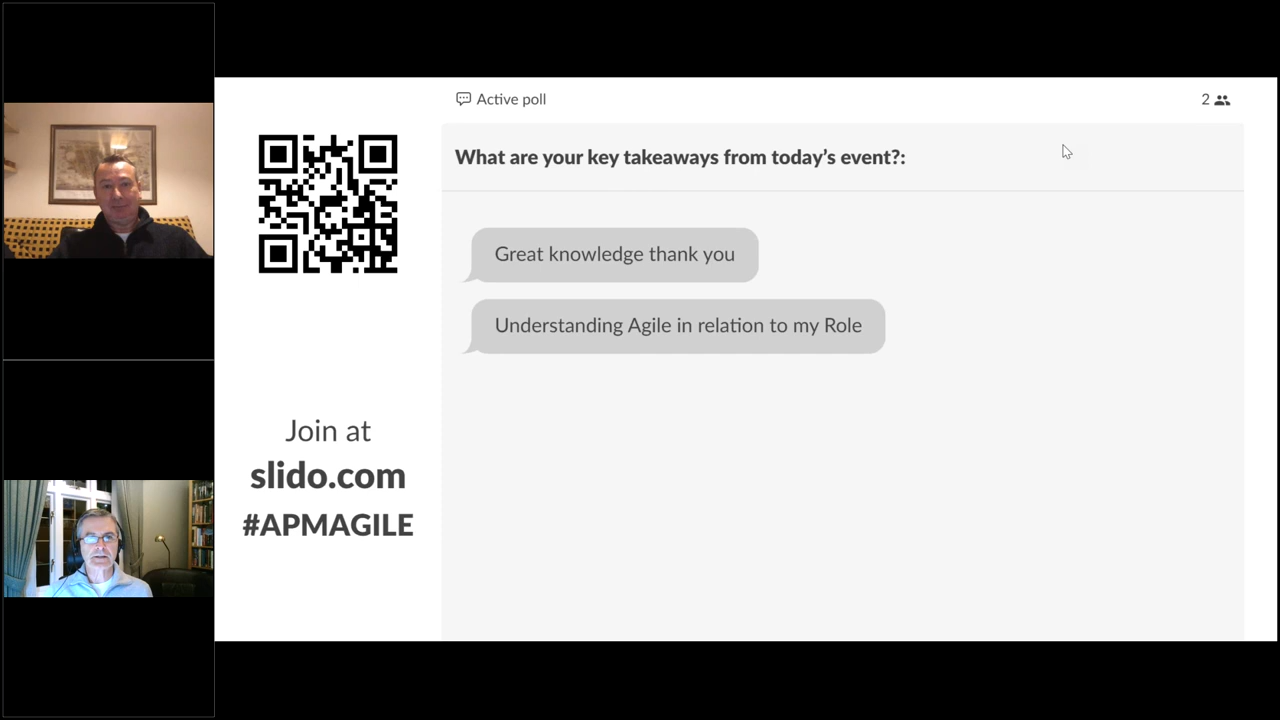 Active poll
2
What are your key takeaways from today's event?:
Great knowledge thank you
Understanding Agile in relation to my Role
Join at
slido.com
#APMAGILE